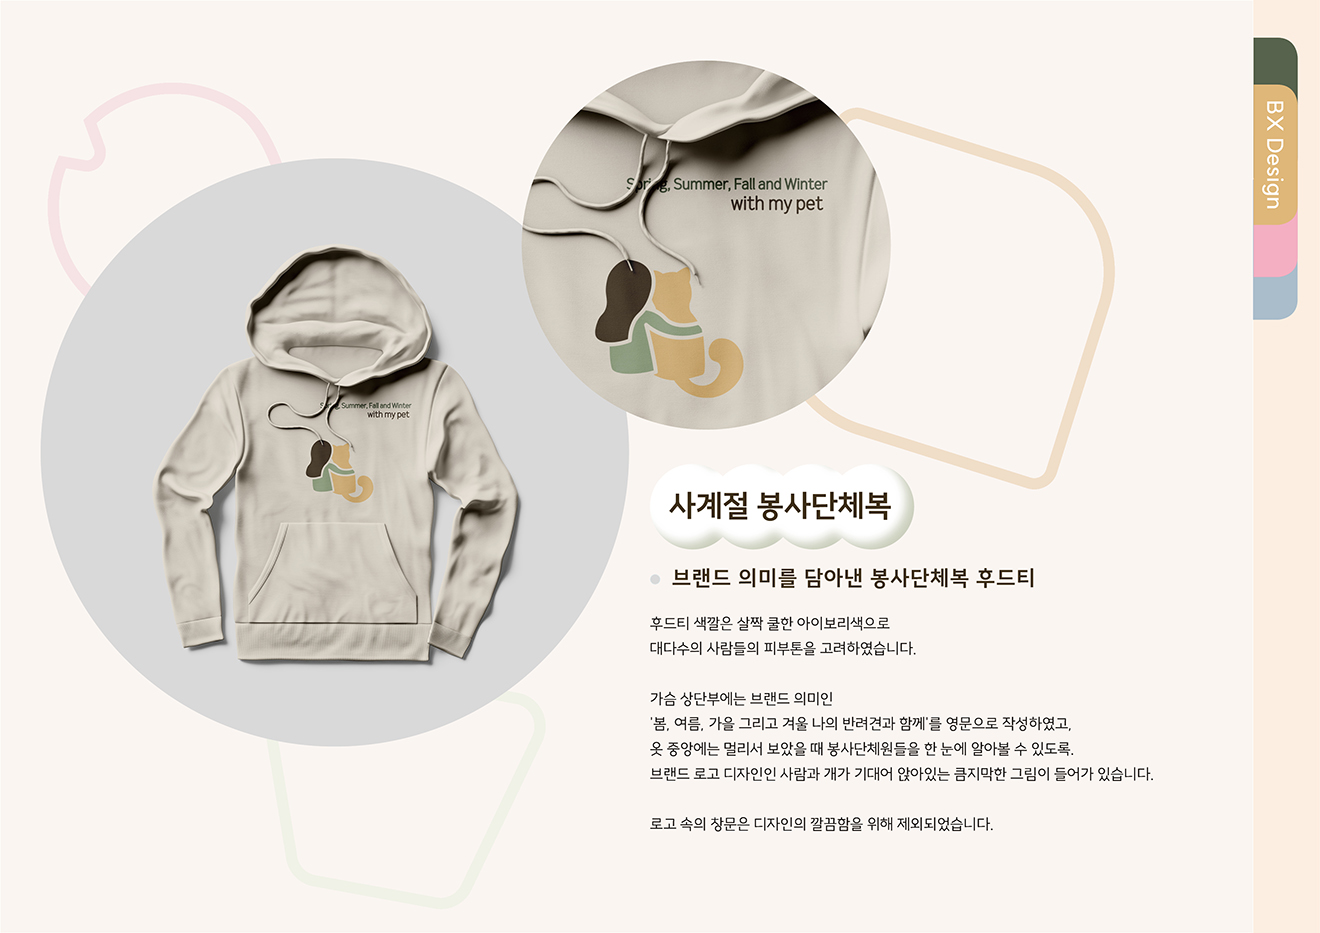 BX Design
Spring, Summer, Fall and Winter
with my pet
Spring, Summer, Fall and Winter
with my pet
사계절 봉사단체복
브랜드 의미를 담아낸 봉사단체복 후드티
후드티 색깔은 살짝 쿨한 아이보리색으로
대다수의 사람들의 피부톤을 고려하였습니다.
가슴 상단부에는 브랜드 의미인
'봄, 여름, 가을 그리고 겨울 나의 반려견과 함께'를 영문으로 작성하였고,
옷 중앙에는 멀리서 보았을 때 봉사단체원들을 한 눈에 알아볼 수 있도록.
브랜드 로고 디자인인 사람과 개가 기대어 앉아있는 큼지막한 그림이 들어가 있습니다.
로고 속의 창문은 디자인의 깔끔함을 위해 제외되었습니다.